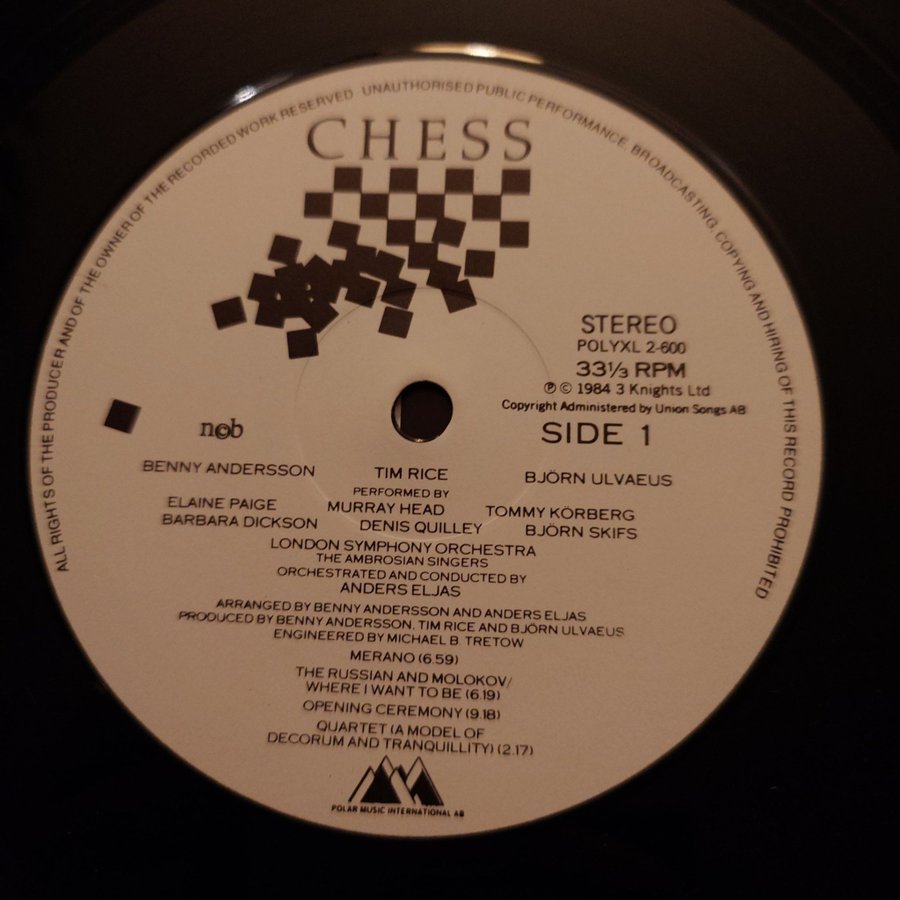 ALL RIGHTS OF THE PRODUCER AND OF THE OWNER OF THE RECORDED WORK RESERVED   UNAUTHORISED PUBLIC PERFORMANCE, BROADCASTING, COPYING AND HIRING OF THIS RECORD PROHIBITED
CHESS
STEREO
POLYXL 2-600
33⅓ RPM
℗ © 1984 3 Knights Ltd
Copyright Administered by Union Songs AB
n©b
SIDE 1
BENNY ANDERSSON TIM RICE BJÖRN ULVAEUS
PERFORMED BY
ELAINE PAIGE MURRAY HEAD TOMMY KÖRBERG
BARBARA DICKSON DENIS QUILLEY BJÖRN SKIFS
LONDON SYMPHONY ORCHESTRA
THE AMBROSIAN SINGERS
ORCHESTRATED AND CONDUCTED BY
ANDERS ELJAS
ARRANGED BY BENNY ANDERSSON AND ANDERS ELJAS
PRODUCED BY BENNY ANDERSSON, TIM RICE AND BJÖRN ULVAEUS
ENGINEERED BY MICHAEL B. TRETOW
MERANO (6.59)
THE RUSSIAN AND MOLOKOV/
WHERE I WANT TO BE (6.19)
OPENING CEREMONY (9.18)
QUARTET (A MODEL OF
DECORUM AND TRANQUILLITY) (2.17)
POLAR MUSIC INTERNATIONAL AB